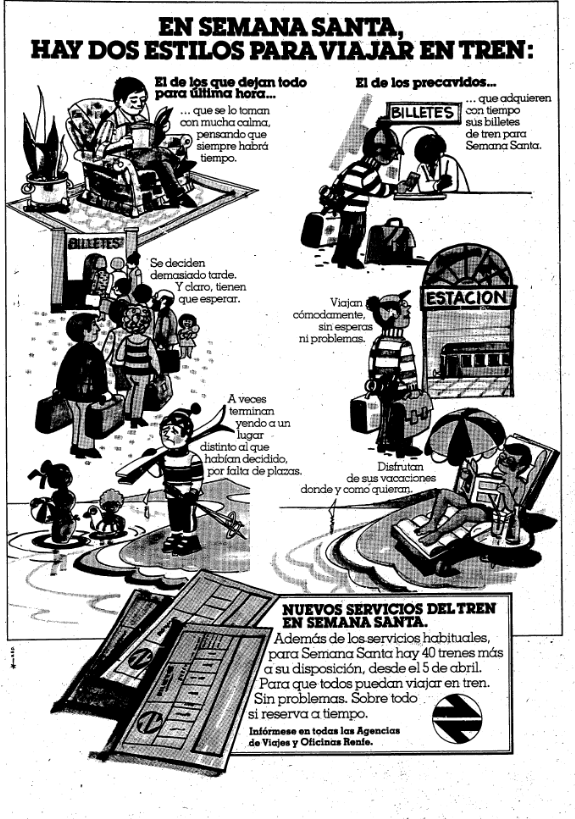 EN SEMANA SANTA,
HAY DOS ESTILOS PARA VIAJAR EN TREN:
El de los que dejan todo
para última hora...
... que se lo toman
con mucha calma,
pensando que
siempre habrá
tiempo.
BILLETES
Se deciden
demasiado tarde.
Y claro, tienen
que esperar.
A veces
terminan
yendo a un
lugar
distinto al que
habían decidido,
por falta de plazas.
El de los precavidos...
... que adquieren
con tiempo
sus billetes
de tren para
Semana Santa.
BILLETES
Viajan
cómodamente,
sin esperas
ni problemas.
ESTACION
Disfrutan
de sus vacaciones
donde y como quieran.
NUEVOS SERVICIOS DEL TREN
EN SEMANA SANTA.
Además de los servicios habituales,
para Semana Santa hay 40 trenes más
a su disposición, desde el 5 de abril.
Para que todos puedan viajar en tren.
Sin problemas. Sobre todo
si reserva a tiempo.
Infórmese en todas las Agencias
de Viajes y Oficinas Renfe.